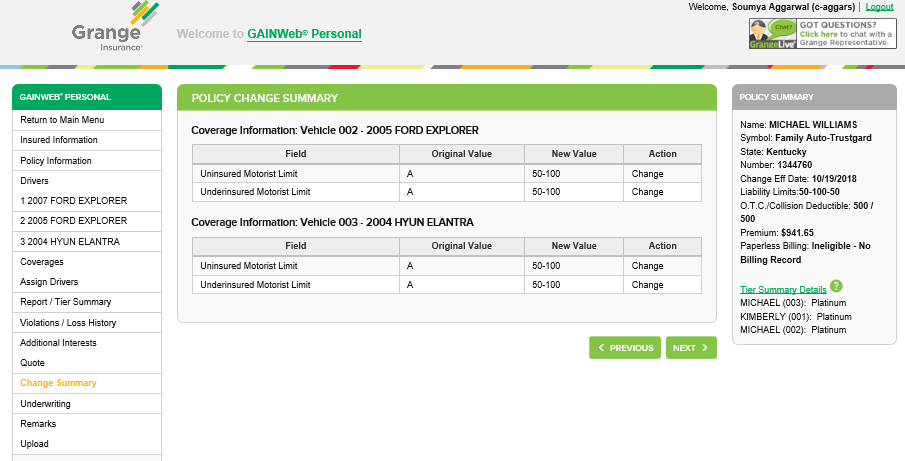 Welcome, Soumya Aggarwal (c-aggars) | Logout
Grange
Insurance®
Welcome to GAINWeb® Personal
Chat?
GrangeLive®
GOT QUESTIONS?
Click here to chat with a
Grange Representative.
GAINWEB® PERSONAL
Return to Main Menu
Insured Information
Policy Information
Drivers
1 2007 FORD EXPLORER
2 2005 FORD EXPLORER
3 2004 HYUN ELANTRA
Coverages
Assign Drivers
Report / Tier Summary
Violations / Loss History
Additional Interests
Quote
Change Summary
Underwriting
Remarks
Upload
POLICY CHANGE SUMMARY
Coverage Information: Vehicle 002 - 2005 FORD EXPLORER
Field Original Value New Value Action
Uninsured Motorist Limit A 50-100 Change
Underinsured Motorist Limit A 50-100 Change
Coverage Information: Vehicle 003 - 2004 HYUN ELANTRA
Field Original Value New Value Action
Uninsured Motorist Limit A 50-100 Change
Underinsured Motorist Limit A 50-100 Change
< PREVIOUS
NEXT >
POLICY SUMMARY
Name: MICHAEL WILLIAMS
Symbol: Family Auto-Trustgard
State: Kentucky
Number: 1344760
Change Eff Date: 10/19/2018
Liability Limits:50-100-50
O.T.C./Collision Deductible: 500 /
500
Premium: $941.65
Paperless Billing: Ineligible - No
Billing Record
Tier Summary Details ?
MICHAEL (003): Platinum
KIMBERLY (001): Platinum
MICHAEL (002): Platinum